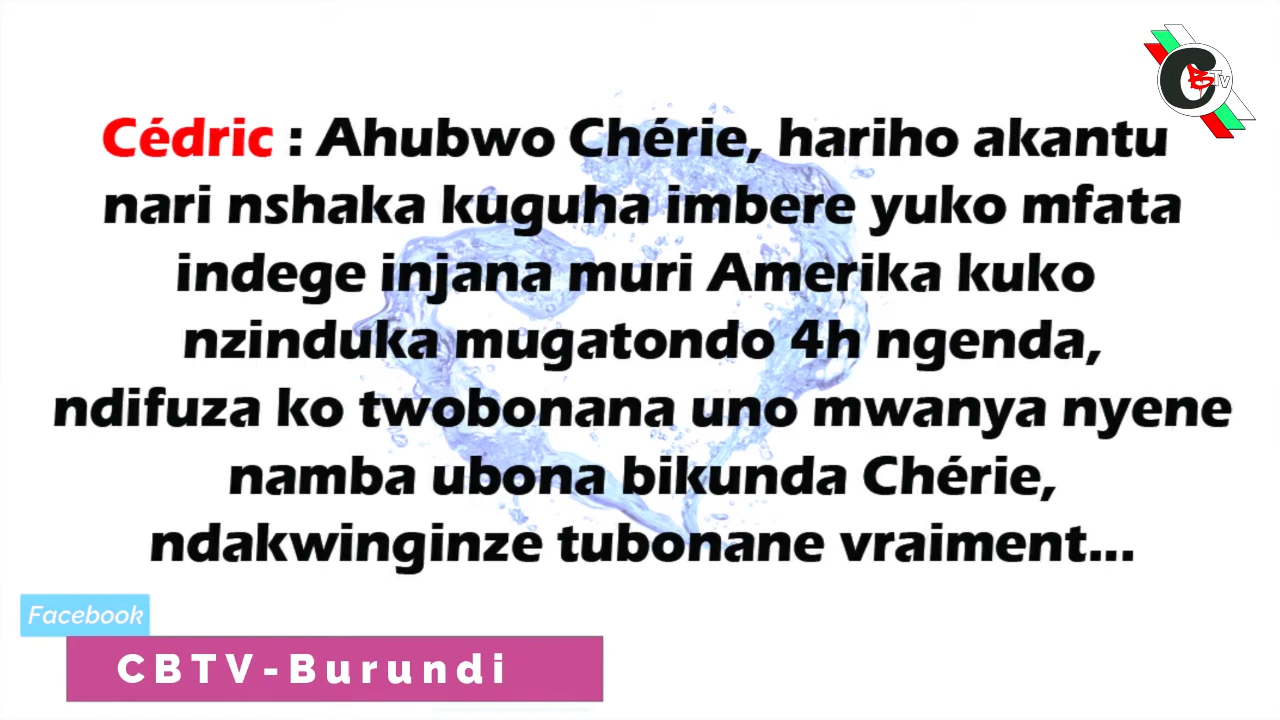 CBTV
Cédric : Ahubwo Chérie, hariho akantu
nari nshaka kuguha imbere yuko mfata
indege injana muri Amerika kuko
nzinduka mugatondo 4h ngenda,
ndifuza ko twobonana uno mwanya nyene
namba ubona bikunda Chérie,
ndakwinginze tubonane vraiment...
Facebook
CBTV-Burundi